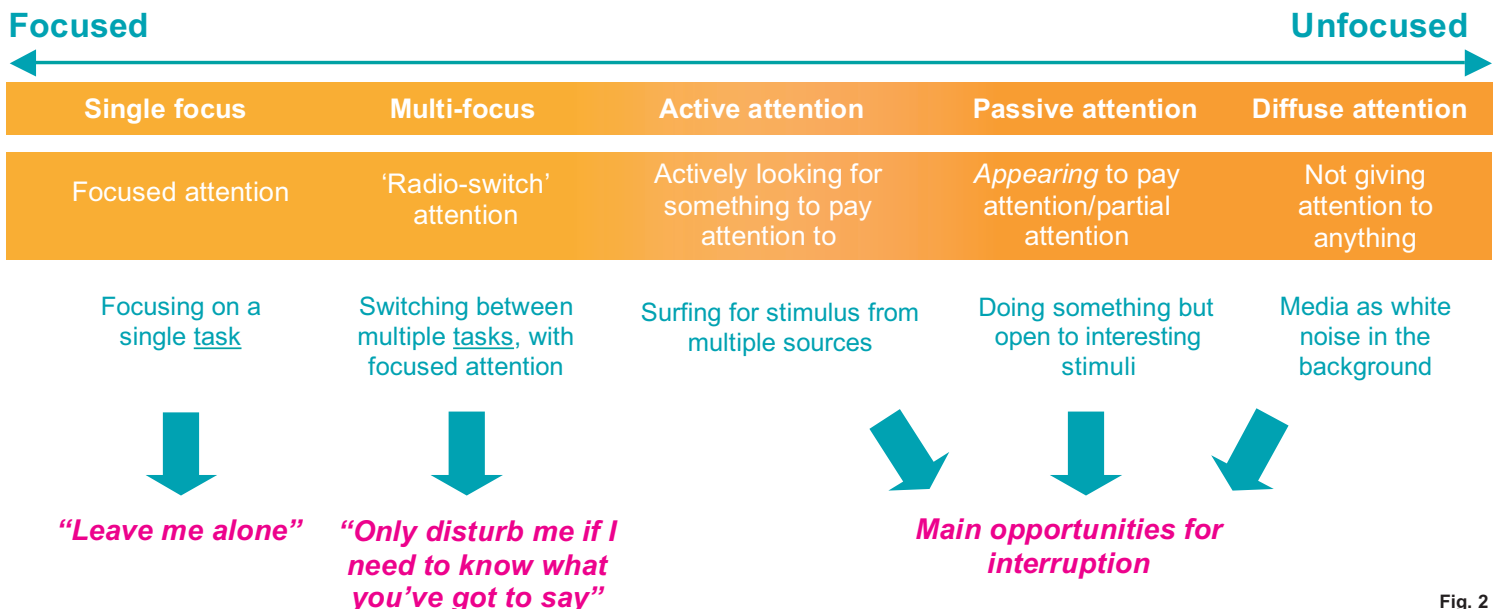 Focused
Unfocused
Single focus
Multi-focus
Active attention
Passive attention
Diffuse attention
Focused attention
‘Radio-switch’
attention
Actively looking for
something to pay
attention to
Appearing to pay
attention/partial
attention
Not giving
attention to
anything
Focusing on a
single task
Switching between
multiple tasks, with
focused attention
Surfing for stimulus from
multiple sources
Doing something but
open to interesting
stimuli
Media as white
noise in the
background
“Leave me alone”
“Only disturb me if I
need to know what
you’ve got to say”
Main opportunities for
interruption
Fig. 2